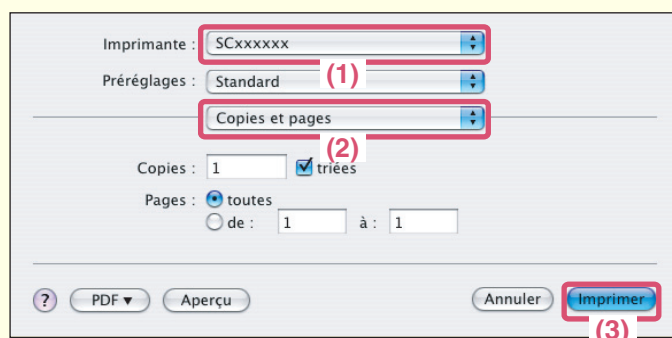 Imprimante : SCxxxxxx
(1)
Préréglages : Standard
Copies et pages
(2)
Copies : 1 triées
Pages : toutes
de : 1 à : 1
? PDF ▼ Aperçu Annuler Imprimer
(3)